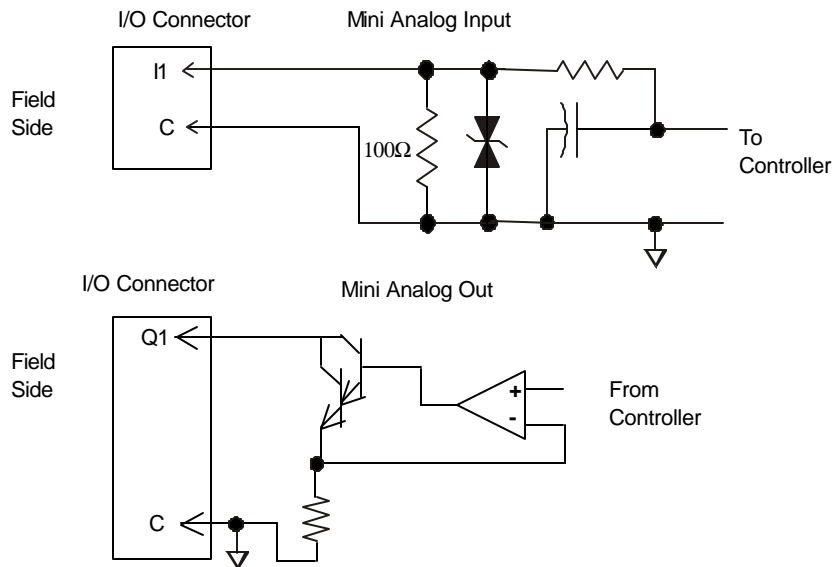 I/O Connector
Mini Analog Input
I1
Field
Side
C
100Ω
To
Controller
I/O Connector
Mini Analog Out
Q1
Field
Side
+
-
From
Controller
C